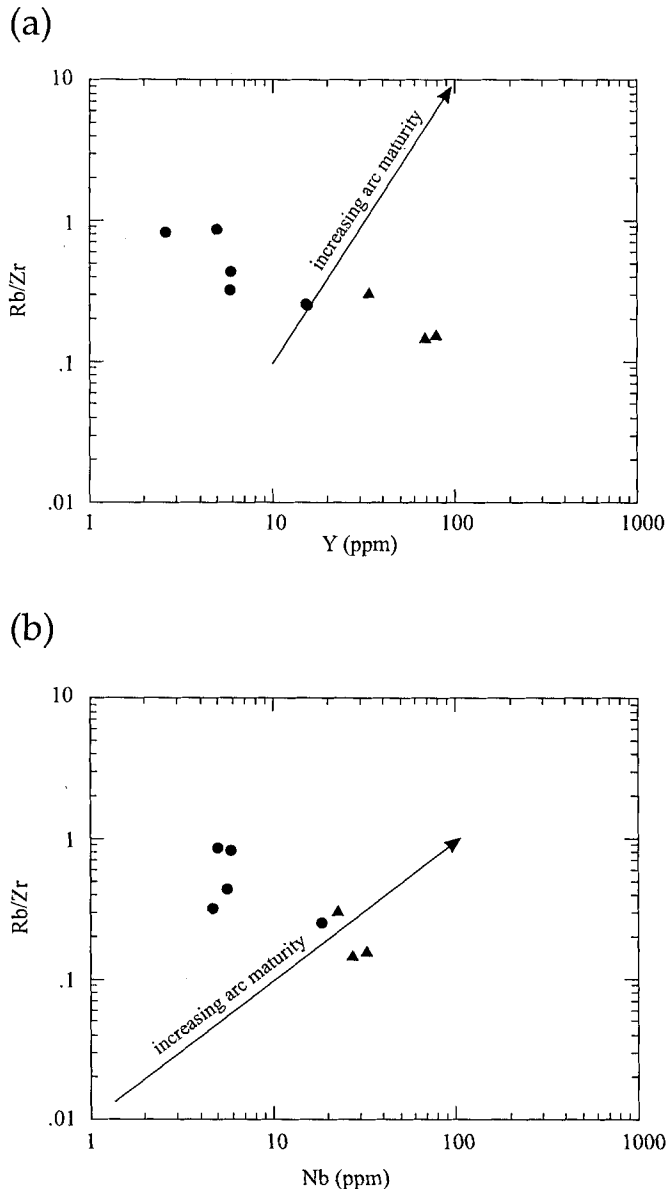 (a)
10
1
.1
.01
Rb/Zr
increasing arc maturity
1 10 100 1000
Y (ppm)
(b)
10
1
.1
.01
Rb/Zr
increasing arc maturity
1 10 100 1000
Nb (ppm)